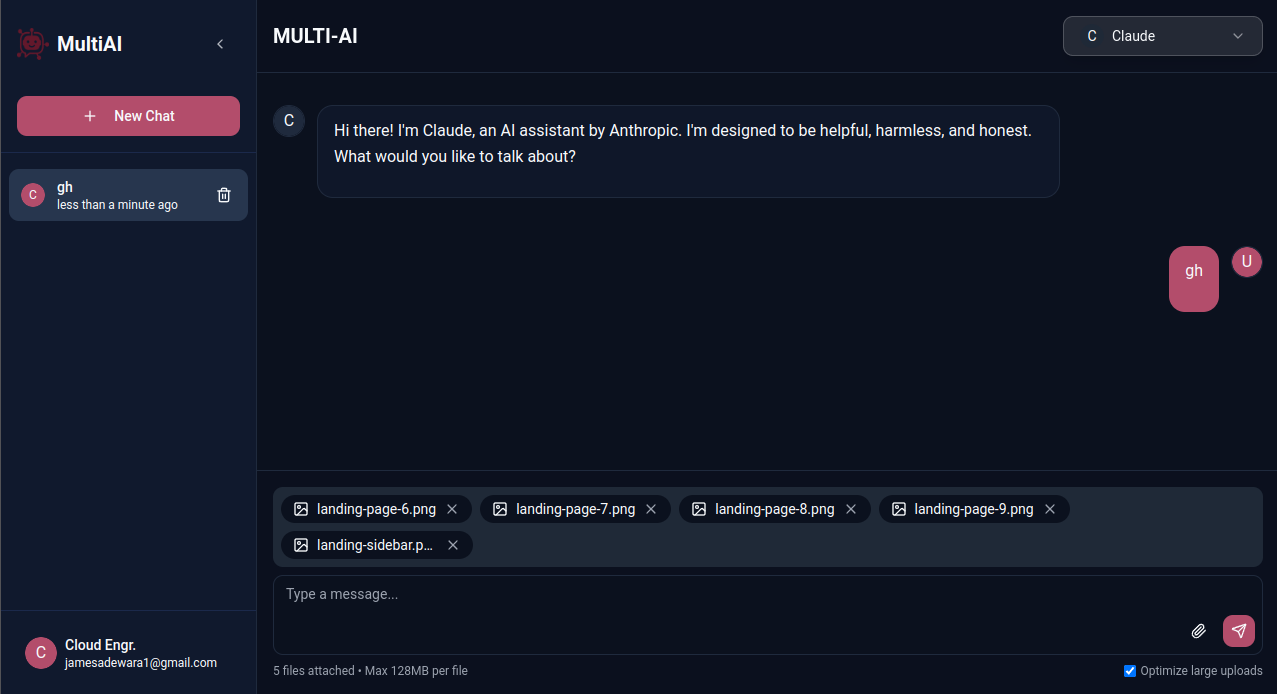 MultiAI
New Chat
C
gh
less than a minute ago
C
Cloud Engr.
jamesadewara1@gmail.com
MULTI-AI
C Claude
C
Hi there! I'm Claude, an AI assistant by Anthropic. I'm designed to be helpful, harmless, and honest.
What would you like to talk about?
gh
U
landing-page-6.png landing-page-7.png landing-page-8.png landing-page-9.png
landing-sidebar.p...
Type a message...
5 files attached • Max 128MB per file
Optimize large uploads